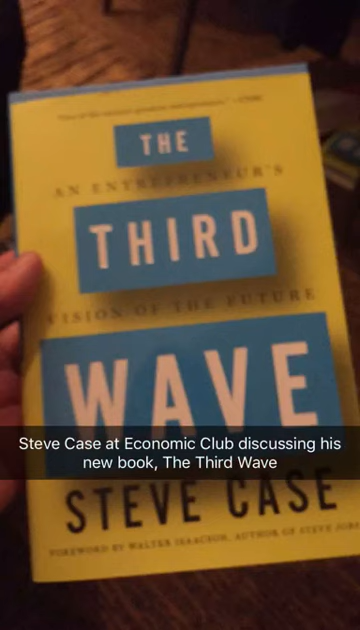 THE
AN ENTREPRENEUR'S
THIRD
VISION OF THE FUTURE
WAVE
Steve Case at Economic Club discussing his
new book, The Third Wave
STEVE CASE
FOREWORD BY WALTER ISAACSON, AUTHOR OF STEVE JOBS